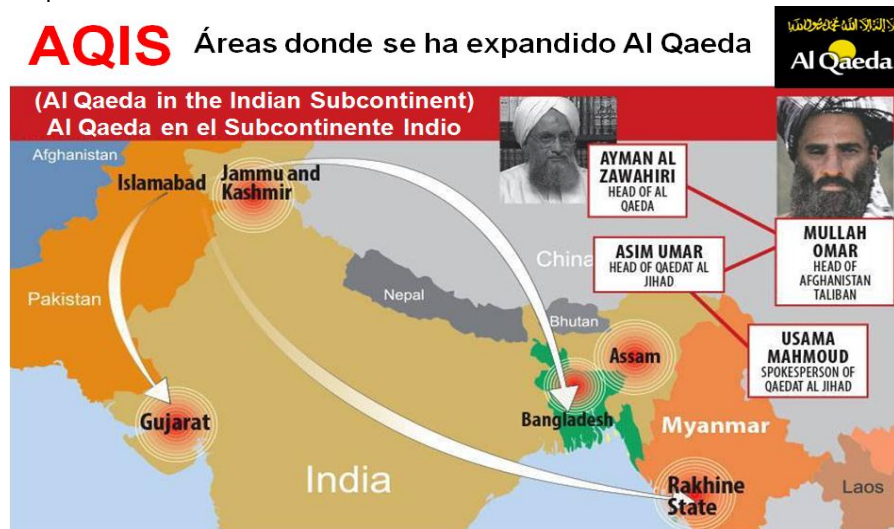 AQIS Áreas donde se ha expandido Al Qaeda
Al Qaeda
(Al Qaeda in the Indian Subcontinent)
Al Qaeda en el Subcontinente Indio
Afghanistan
Islamabad
Jammu and
Kashmir
AYMAN AL
ZAWAHIRI
HEAD OF AL
QAEDA
MULLAH
OMAR
HEAD OF
AFGHANISTAN
TALIBAN
China
ASIM UMAR
HEAD OF QAEDAT AL
JIHAD
Pakistan
Nepal
Bhutan
USAMA
MAHMOUD
SPOKESPERSON OF
QAEDAT AL JIHAD
Assam
Gujarat
Bangladesh
Myanmar
India
Rakhine
State
Laos